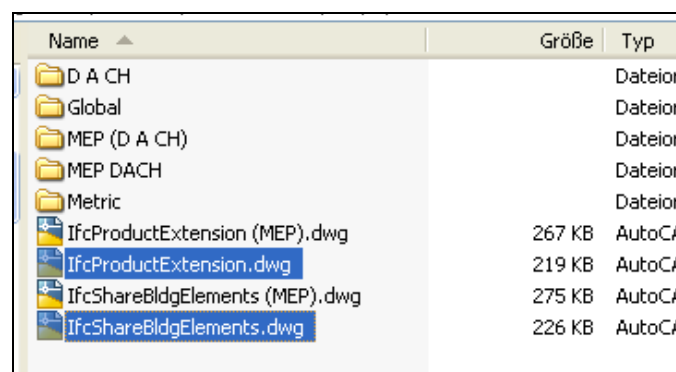 Name Größe Typ
D A CH Dateior
Global Dateior
MEP (D A CH) Dateior
MEP DACH Dateior
Metric Dateior
IfcProductExtension (MEP).dwg 267 KB AutoCA
IfcProductExtension.dwg 219 KB AutoCA
IfcShareBldgElements (MEP).dwg 275 KB AutoCA
IfcShareBldgElements.dwg 226 KB AutoCA